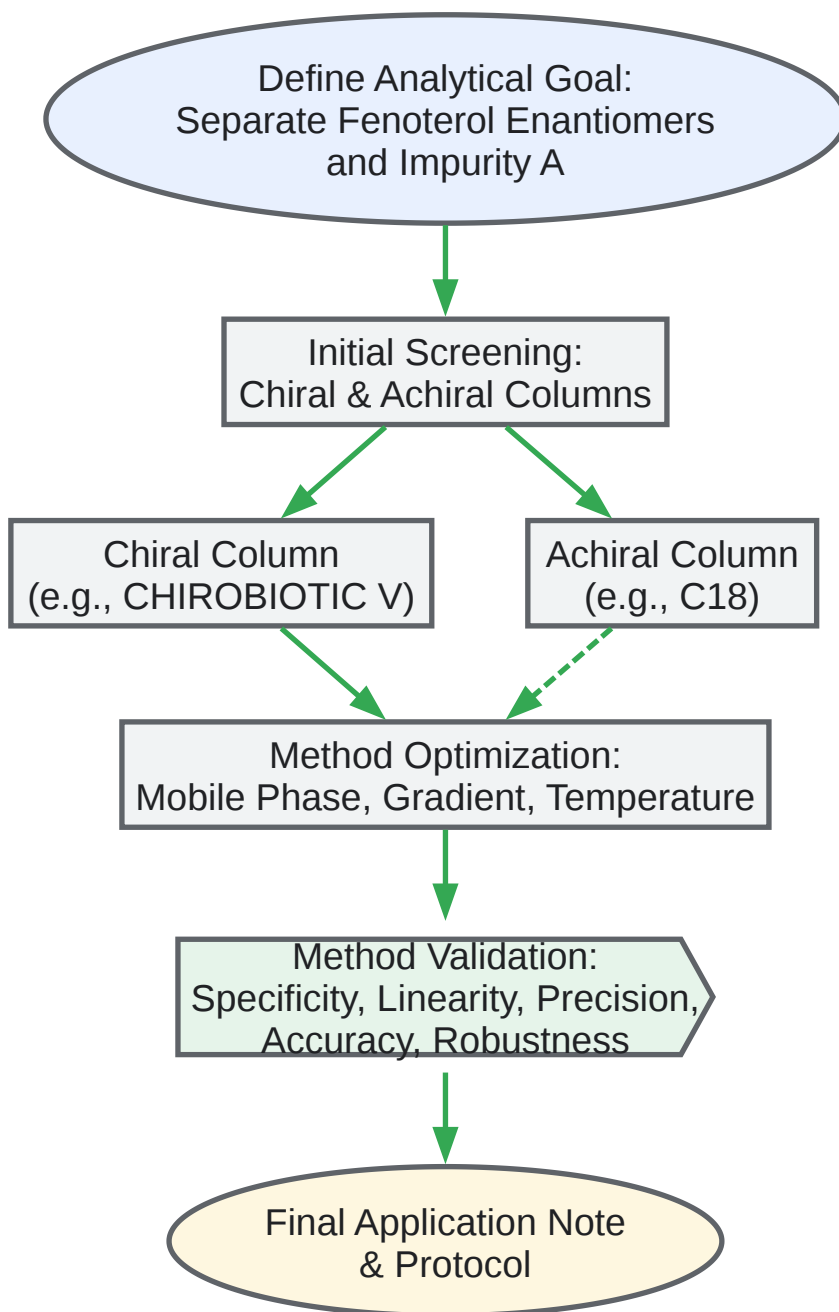 Define Analytical Goal:
Separate Fenoterol Enantiomers
and Impurity A
Initial Screening:
Chiral & Achiral Columns
Chiral Column
(e.g., CHIROBIOTIC V)
Achiral Column
(e.g., C18)
Method Optimization:
Mobile Phase, Gradient, Temperature
Method Validation:
Specificity, Linearity, Precision,
Accuracy, Robustness
Final Application Note
& Protocol